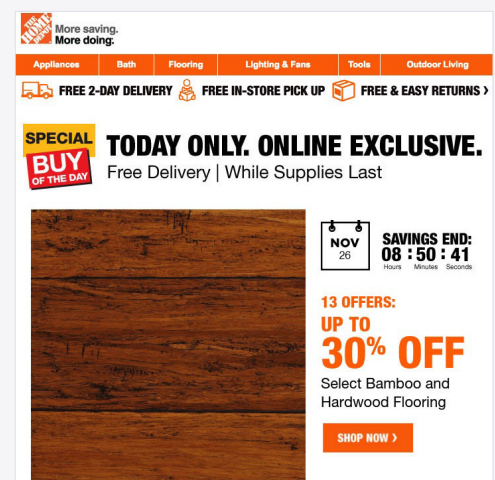 THE HOME DEPOT
More saving.
More doing:
Appliances Bath Flooring Lighting & Fans Tools Outdoor Living
FREE 2-DAY DELIVERY FREE IN-STORE PICK UP FREE & EASY RETURNS >
SPECIAL
BUY
OF THE DAY
TODAY ONLY. ONLINE EXCLUSIVE.
Free Delivery | While Supplies Last
NOV
26
SAVINGS END:
08 : 50 : 41
Hours Minutes Seconds
13 OFFERS:
UP TO
30% OFF
Select Bamboo and
Hardwood Flooring
SHOP NOW >